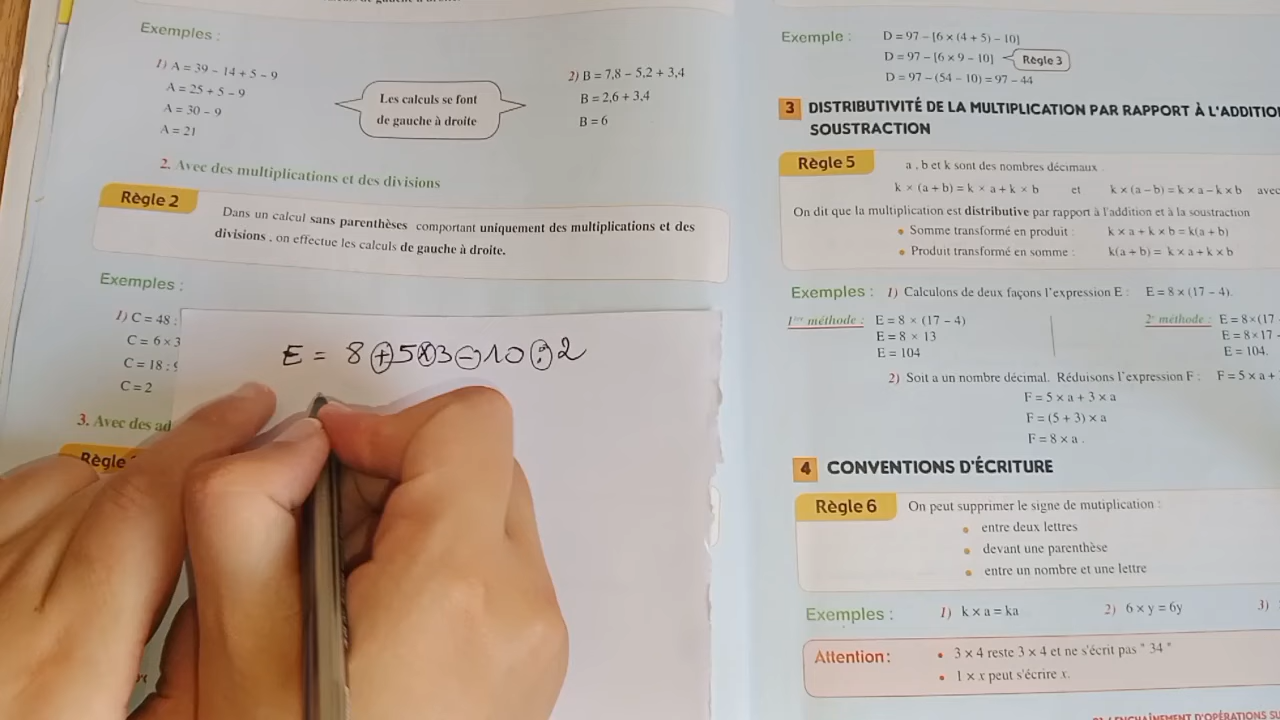 Exemples :
1) A = 39 – 14 + 5 – 9
A = 25 + 5 – 9
A = 30 – 9
A = 21
Les calculs se font
de gauche à droite
2) B = 7,8 – 5,2 + 3,4
B = 2,6 + 3,4
B = 6
2. Avec des multiplications et des divisions
Règle 2
Dans un calcul sans parenthèses comportant uniquement des multiplications et des
divisions , on effectue les calculs de gauche à droite.
Exemples :
1) C = 48 :
C = 6 × 3
C = 18 :
C = 2
3. Avec des ad
Règle
E = 8 + 5 × 3 – 10 : 2
Exemple : D = 97 – [6 × (4 + 5) – 10]
D = 97 – [6 × 9 – 10]
Règle 3
D = 97 – (54 – 10) = 97 – 44
3 DISTRIBUTIVITÉ DE LA MULTIPLICATION PAR RAPPORT À L'ADDITIO
SOUSTRACTION
Règle 5
a , b et k sont des nombres décimaux
k × (a + b) = k × a + k × b et k × (a – b) = k × a – k × b avec
On dit que la multiplication est distributive par rapport à l'addition et à la soustraction
• Somme transformé en produit : k × a + k × b = k(a + b)
• Produit transformé en somme : k(a + b) = k × a + k × b
Exemples : 1) Calculons de deux façons l'expression E : E = 8 × (17 – 4).
1ère méthode : E = 8 × (17 – 4)
E = 8 × 13
E = 104
2e méthode : E = 8×(17
E = 8×17
E = 104.
2) Soit a un nombre décimal. Réduisons l'expression F : F = 5 × a +
F = 5 × a + 3 × a
F = (5 + 3) × a
F = 8 × a .
4 CONVENTIONS D'ÉCRITURE
Règle 6
On peut supprimer le signe de mutiplication :
• entre deux lettres
• devant une parenthèse
• entre un nombre et une lettre
Exemples : 1) k × a = ka 2) 6 × y = 6y 3)
Attention : • 3 × 4 reste 3 × 4 et ne s'écrit pas " 34 "
• 1 × x peut s'écrire x.